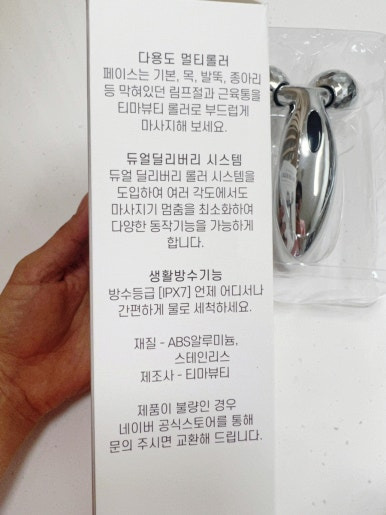 다용도 멀티롤러
페이스는 기본, 목, 발뚝, 종아리
등 막혀있던 림프절과 근육통을
티마뷰티 롤러로 부드럽게
마사지해 보세요.
듀얼딜리버리 시스템
듀얼 딜리버리 롤러 시스템을
도입하여 여러 각도에서도
마사지기 멈춤을 최소화하여
다양한 동작기능을 가능하게
합니다.
생활방수기능
방수등급 [IPX7] 언제 어디서나
간편하게 물로 세척하세요.
재질 - ABS알루미늄,
스테인리스
제조사 - 티마뷰티
제품이 불량인 경우
네이버 공식스토어를 통해
문의 주시면 교환해 드립니다.